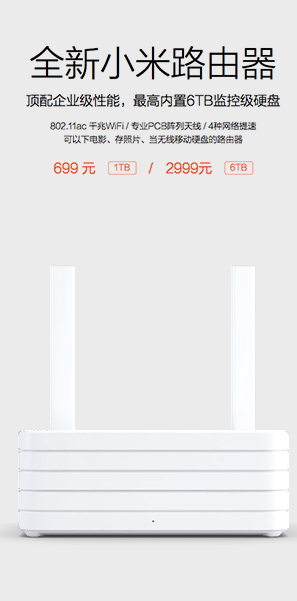 全新小米路由器
顶配企业级性能，最高内置6TB监控级硬盘
802.11ac 千兆WiFi / 专业PCB阵列天线 / 4种网络提速
可以下电影、存照片、当无线移动硬盘的路由器
699 元 1TB / 2999元 6TB